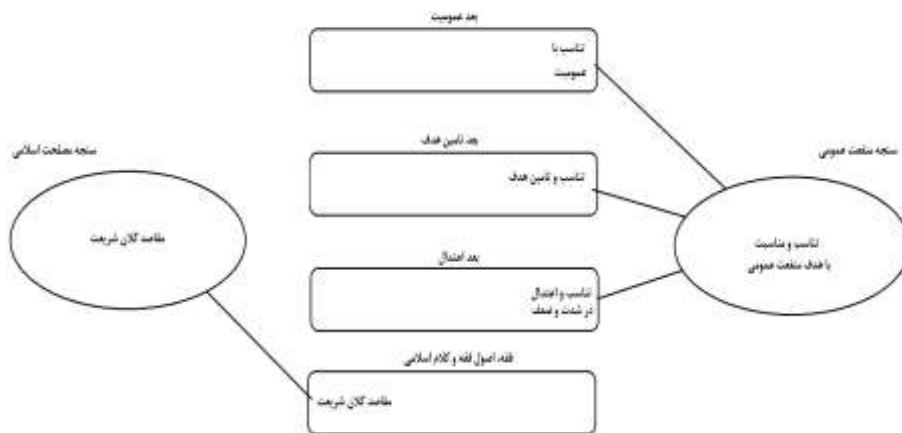 بعد عمومیت
تناسب با
عمومیت
سنجه منفعت عمومی
بعد تامین هدف
سنجه مصلحت اسلامی
تناسب و تامین هدف
تناسب و مناسبت
با هدف منفعت عمومی
مقاصد کلان شریعت
بعد اعتدال
تناسب و اعتدال
در شدت و ضعف
فقه، اصول فقه و کلام اسلامی
مقاصد کلان شریعت